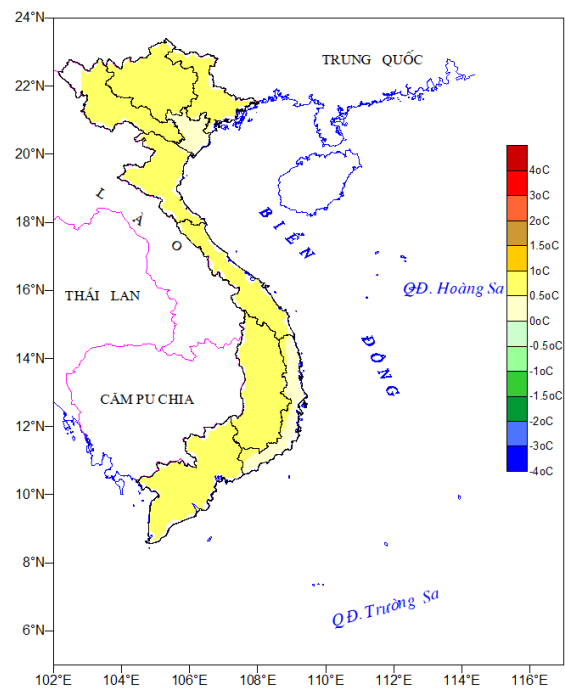 24°N
22°N
20°N
18°N
16°N
14°N
12°N
10°N
8°N
6°N
102°E 104°E 106°E 108°E 110°E 112°E 114°E 116°E
TRUNG QUỐC
LÀO
BIỂN
ĐÔNG
THÁI LAN
QĐ. Hoàng Sa
CĂM PU CHIA
QĐ. Trường Sa
4oC
3oC
2oC
1.5oC
1oC
0.5oC
0oC
-0.5oC
-1oC
-1.5oC
-2oC
-3oC
-4oC